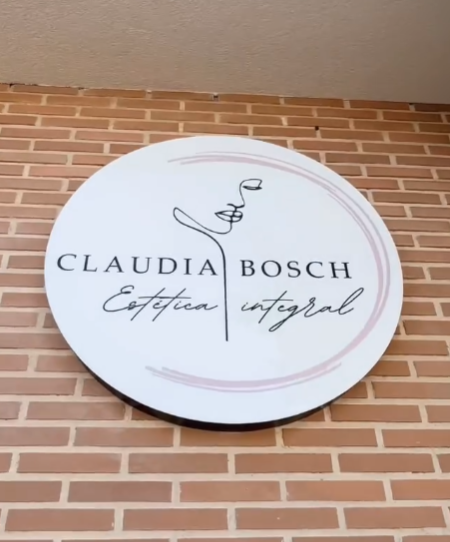 CLAUDIA BOSCH
Estética integral